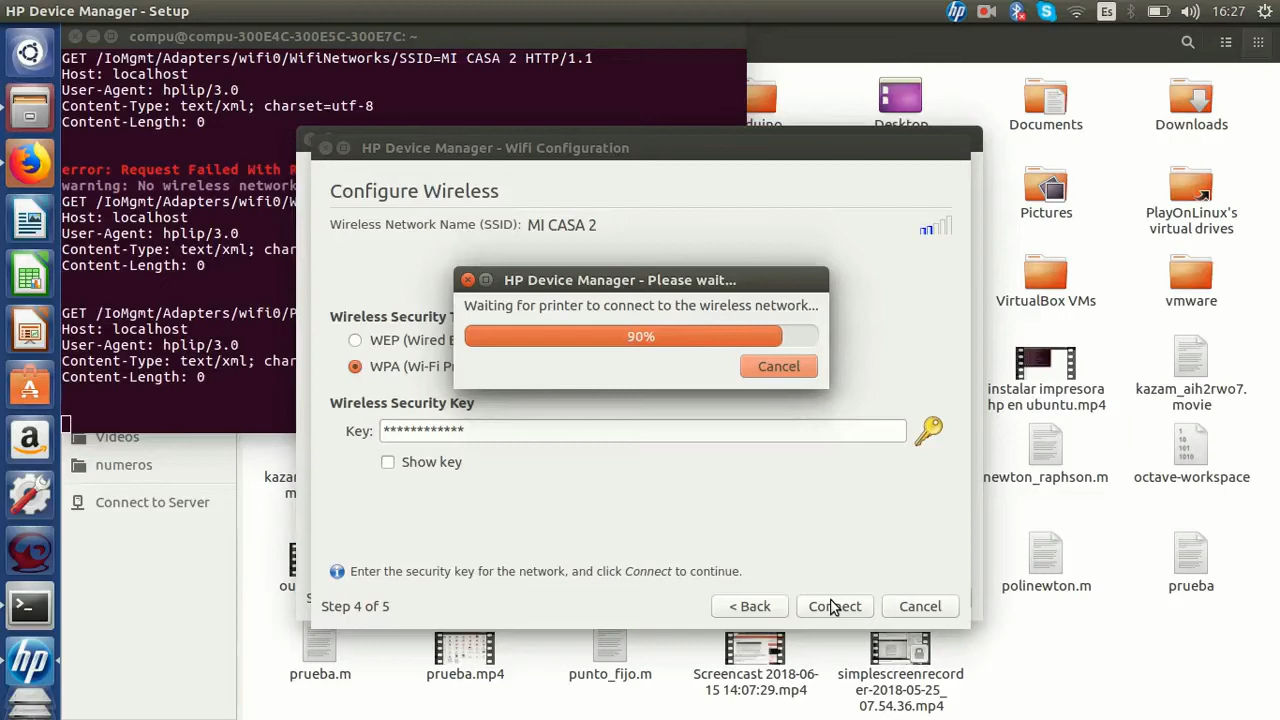 HP Device Manager - Setup
Es
16:27
compu@compu-300E4C-300E5C-300E7C: ~
GET /IoMgmt/Adapters/wifi0/WifiNetworks/SSID=MI CASA 2 HTTP/1.1
Host: localhost
User-Agent: hplip/3.0
Content-Type: text/xml; charset=utf-8
Content-Length: 0
error: Request Failed With
warning: No wireless network
GET /IoMgmt/Adapters/wifi0/W
Host: localhost
User-Agent: hplip/3.0
Content-Type: text/xml; char
Content-Length: 0
GET /IoMgmt/Adapters/wifi0/P
Host: localhost
User-Agent: hplip/3.0
Content-Type: text/xml; char
Content-Length: 0
HP Device Manager - Wifi Configuration
Configure Wireless
Wireless Network Name (SSID): MI CASA 2
HP Device Manager - Please wait...
Waiting for printer to connect to the wireless network...
90%
Cancel
Wireless Security T
WEP (Wired E
WPA (Wi-Fi Pr
Wireless Security Key
Key: ************
Show key
Enter the security key for the network, and click Connect to continue.
Step 4 of 5
< Back
Connect
Cancel
Videos
numeros
Connect to Server
Desktop
Documents
Downloads
Pictures
PlayOnLinux's
virtual drives
VirtualBox VMs
vmware
instalar impresora
hp en ubuntu.mp4
kazam_aih2rwo7.
movie
newton_raphson.m
octave-workspace
polinewton.m
prueba
kaza
m
ou
prueba.m
prueba.mp4
punto_fijo.m
Screencast 2018-06-
15 14:07:29.mp4
simplescreenrecord
er-2018-05-25_
07.54.36.mp4